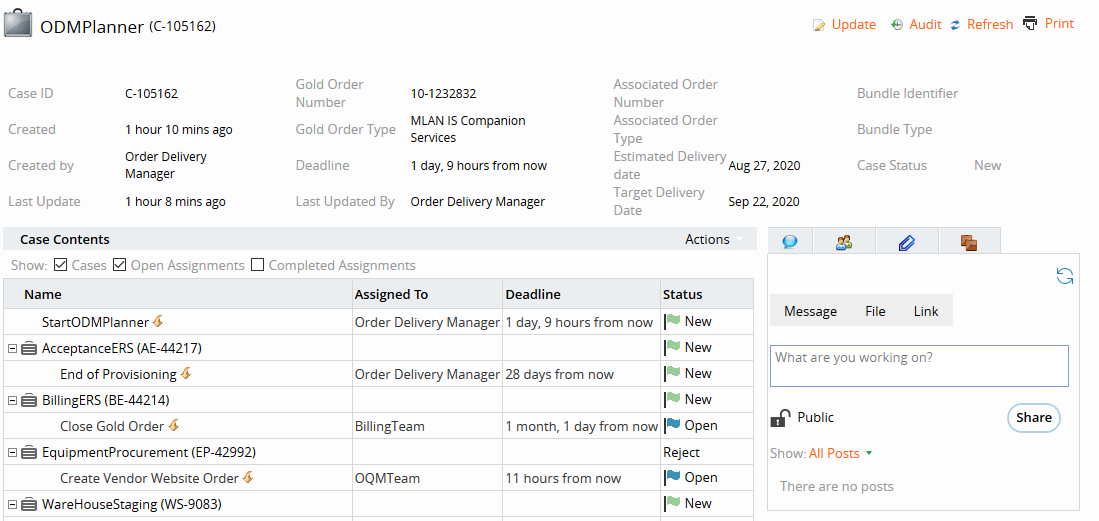 ODMPlanner (C-105162)
Update Audit Refresh Print
Case ID C-105162 Gold Order Number 10-1232832 Associated Order Number Bundle Identifier
Created 1 hour 10 mins ago Gold Order Type MLAN IS Companion Services Associated Order Type Bundle Type
Created by Order Delivery Manager Deadline 1 day, 9 hours from now Estimated Delivery date Aug 27, 2020 Case Status New
Last Update 1 hour 8 mins ago Last Updated By Order Delivery Manager Target Delivery Date Sep 22, 2020
Case Contents Actions
Show: Cases Open Assignments Completed Assignments
Name Assigned To Deadline Status
StartODMPlanner Order Delivery Manager 1 day, 9 hours from now New
AcceptanceERS (AE-44217) New
End of Provisioning Order Delivery Manager 28 days from now New
BillingERS (BE-44214) New
Close Gold Order BillingTeam 1 month, 1 day from now Open
EquipmentProcurement (EP-42992) Reject
Create Vendor Website Order OQMTeam 11 hours from now Open
WareHouseStaging (WS-9083) New
Message File Link
What are you working on?
Public Share
Show: All Posts
There are no posts